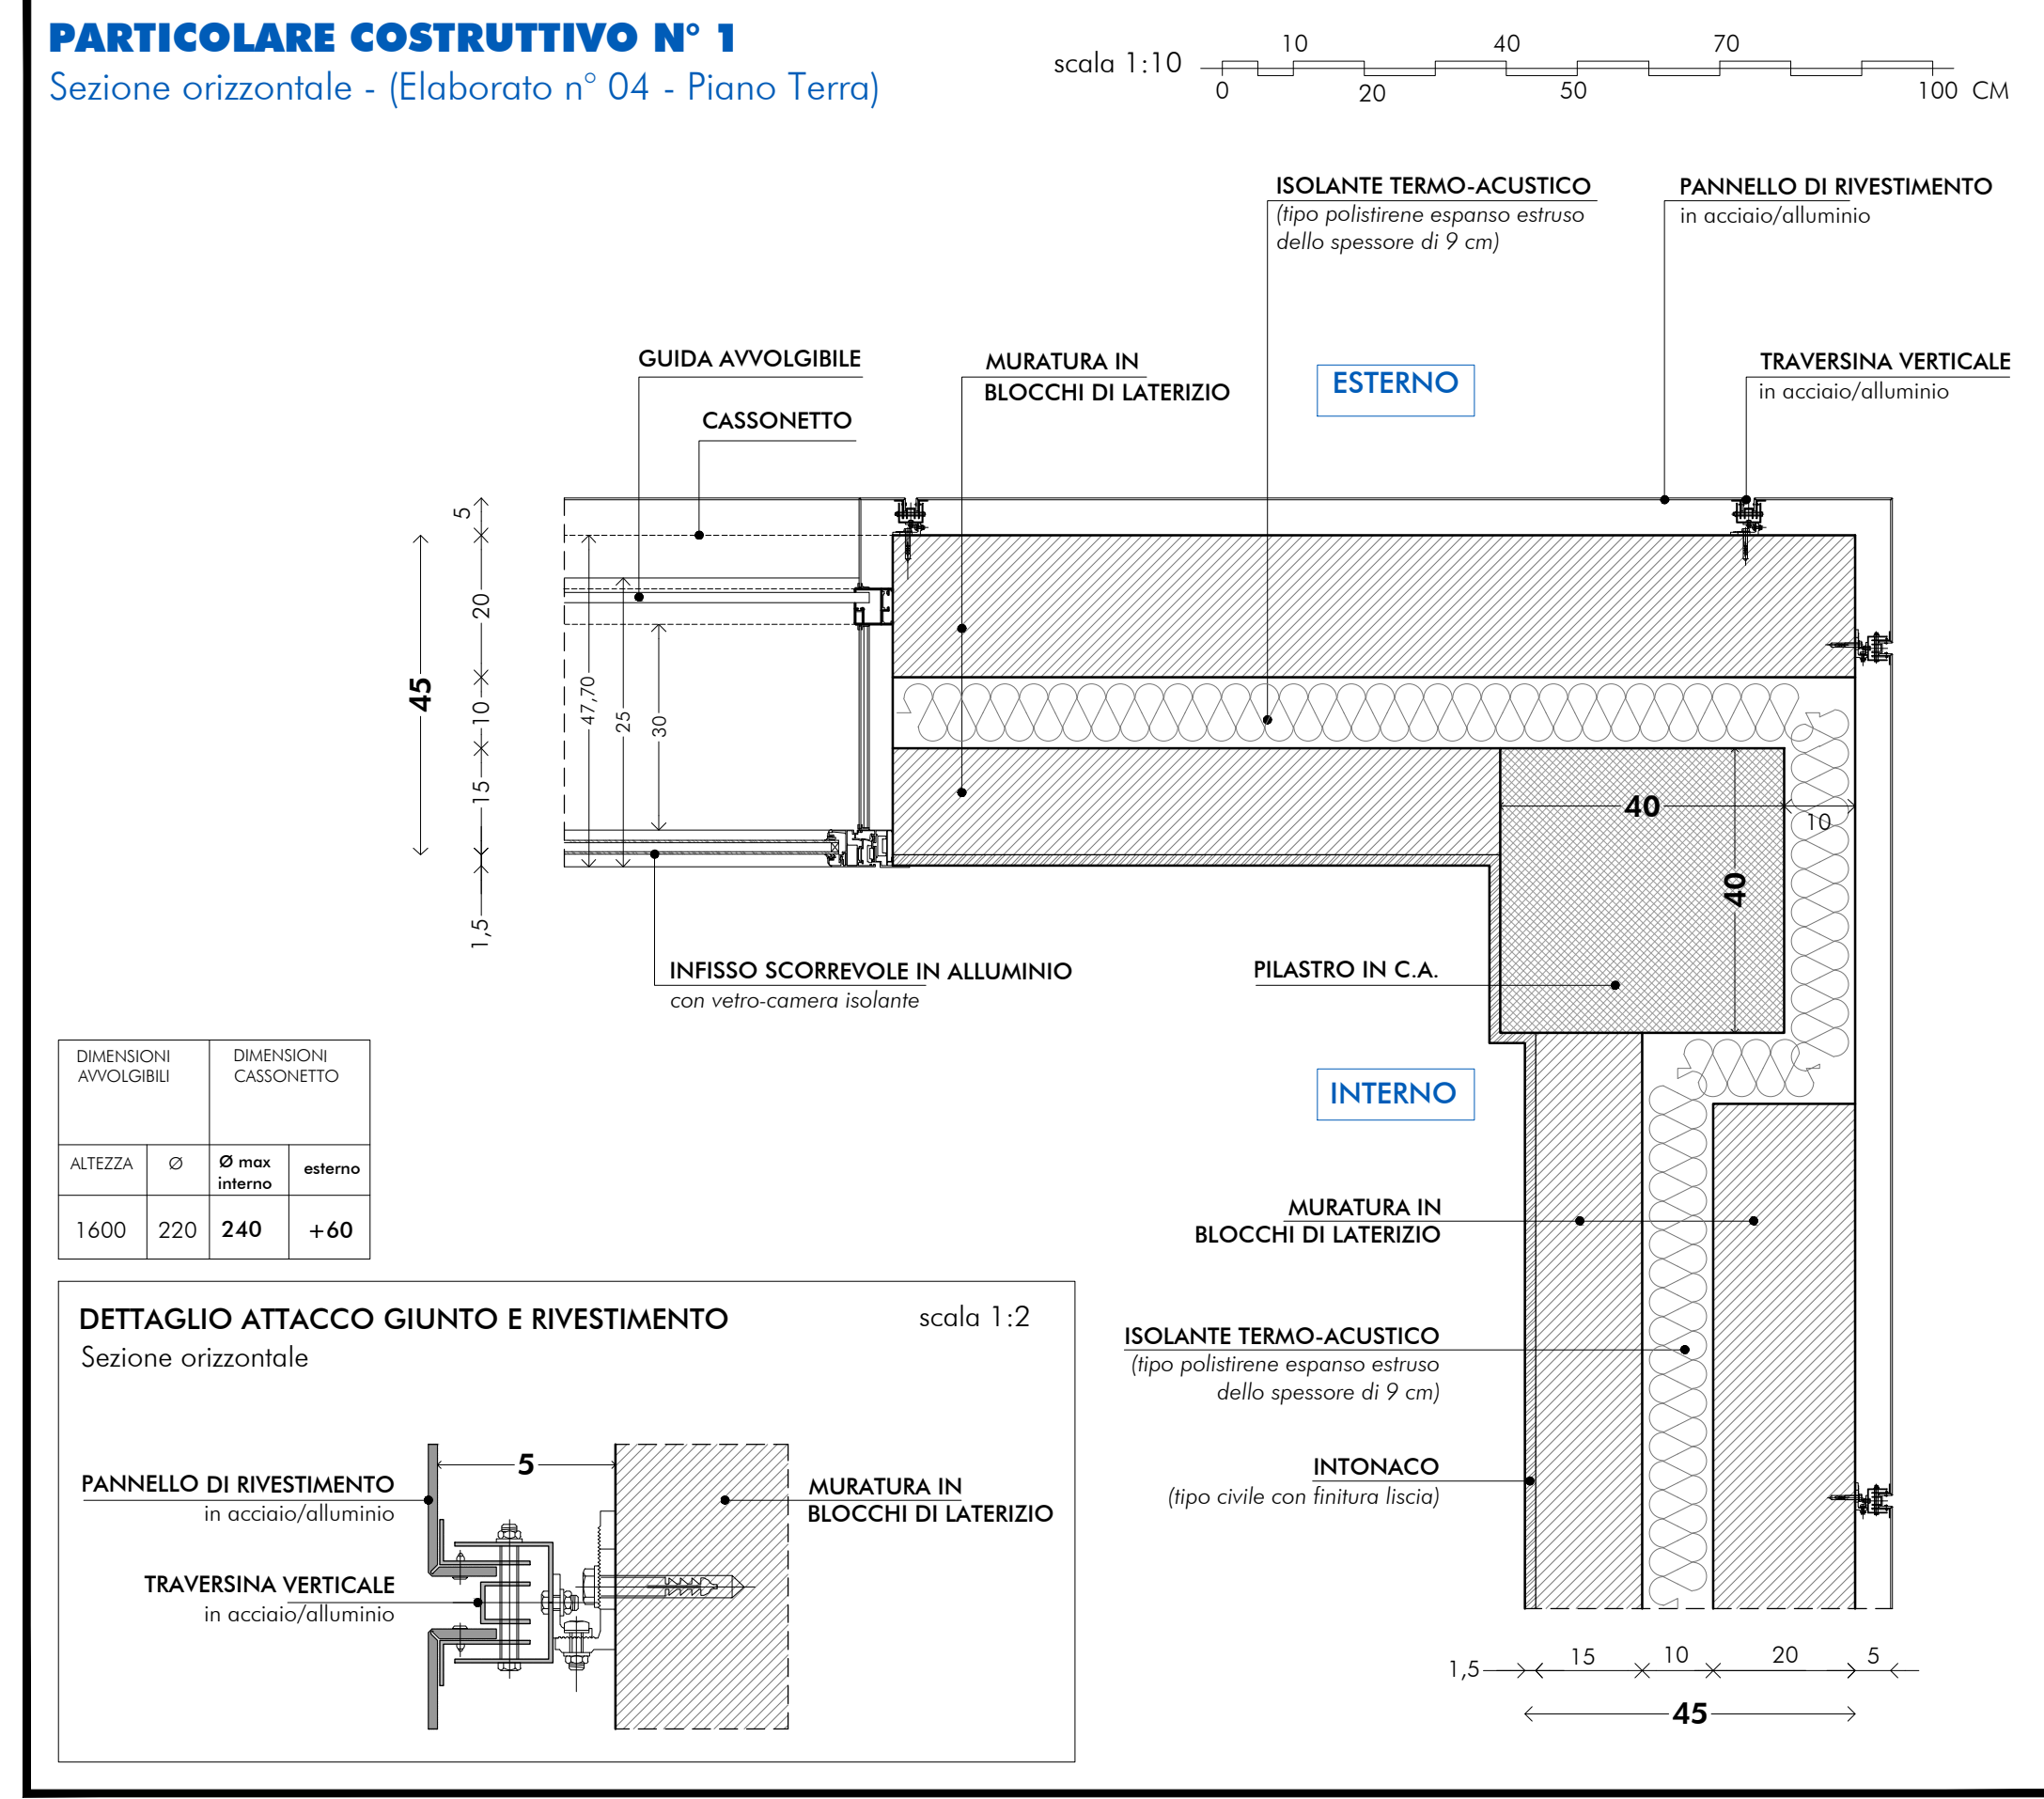 PARTICOLARE COSTRUTTIVO N° 1
Sezione orizzontale - (Elaborato n° 04 - Piano Terra)
scala 1:10
10 40 70
0 20 50 100 CM
ISOLANTE TERMO-ACUSTICO
(tipo polistirene espanso estruso
dello spessore di 9 cm)
PANNELLO DI RIVESTIMENTO
in acciaio/alluminio
GUIDA AVVOLGIBILE
CASSONETTO
MURATURA IN
BLOCCHI DI LATERIZIO
ESTERNO
TRAVERSINA VERTICALE
in acciaio/alluminio
5
20
10
15
1,5
45
47,70
25
30
40
10
40
INFISSO SCORREVOLE IN ALLUMINIO
con vetro-camera isolante
PILASTRO IN C.A.
INTERNO
DIMENSIONI
AVVOLGIBILI
DIMENSIONI
CASSONETTO
ALTEZZA
Ø
Ø max
interno
esterno
1600 220 240 +60
MURATURA IN
BLOCCHI DI LATERIZIO
ISOLANTE TERMO-ACUSTICO
(tipo polistirene espanso estruso
dello spessore di 9 cm)
INTONACO
(tipo civile con finitura liscia)
1,5 15 10 20 5
45
DETTAGLIO ATTACCO GIUNTO E RIVESTIMENTO
scala 1:2
Sezione orizzontale
5
PANNELLO DI RIVESTIMENTO
in acciaio/alluminio
MURATURA IN
BLOCCHI DI LATERIZIO
TRAVERSINA VERTICALE
in acciaio/alluminio